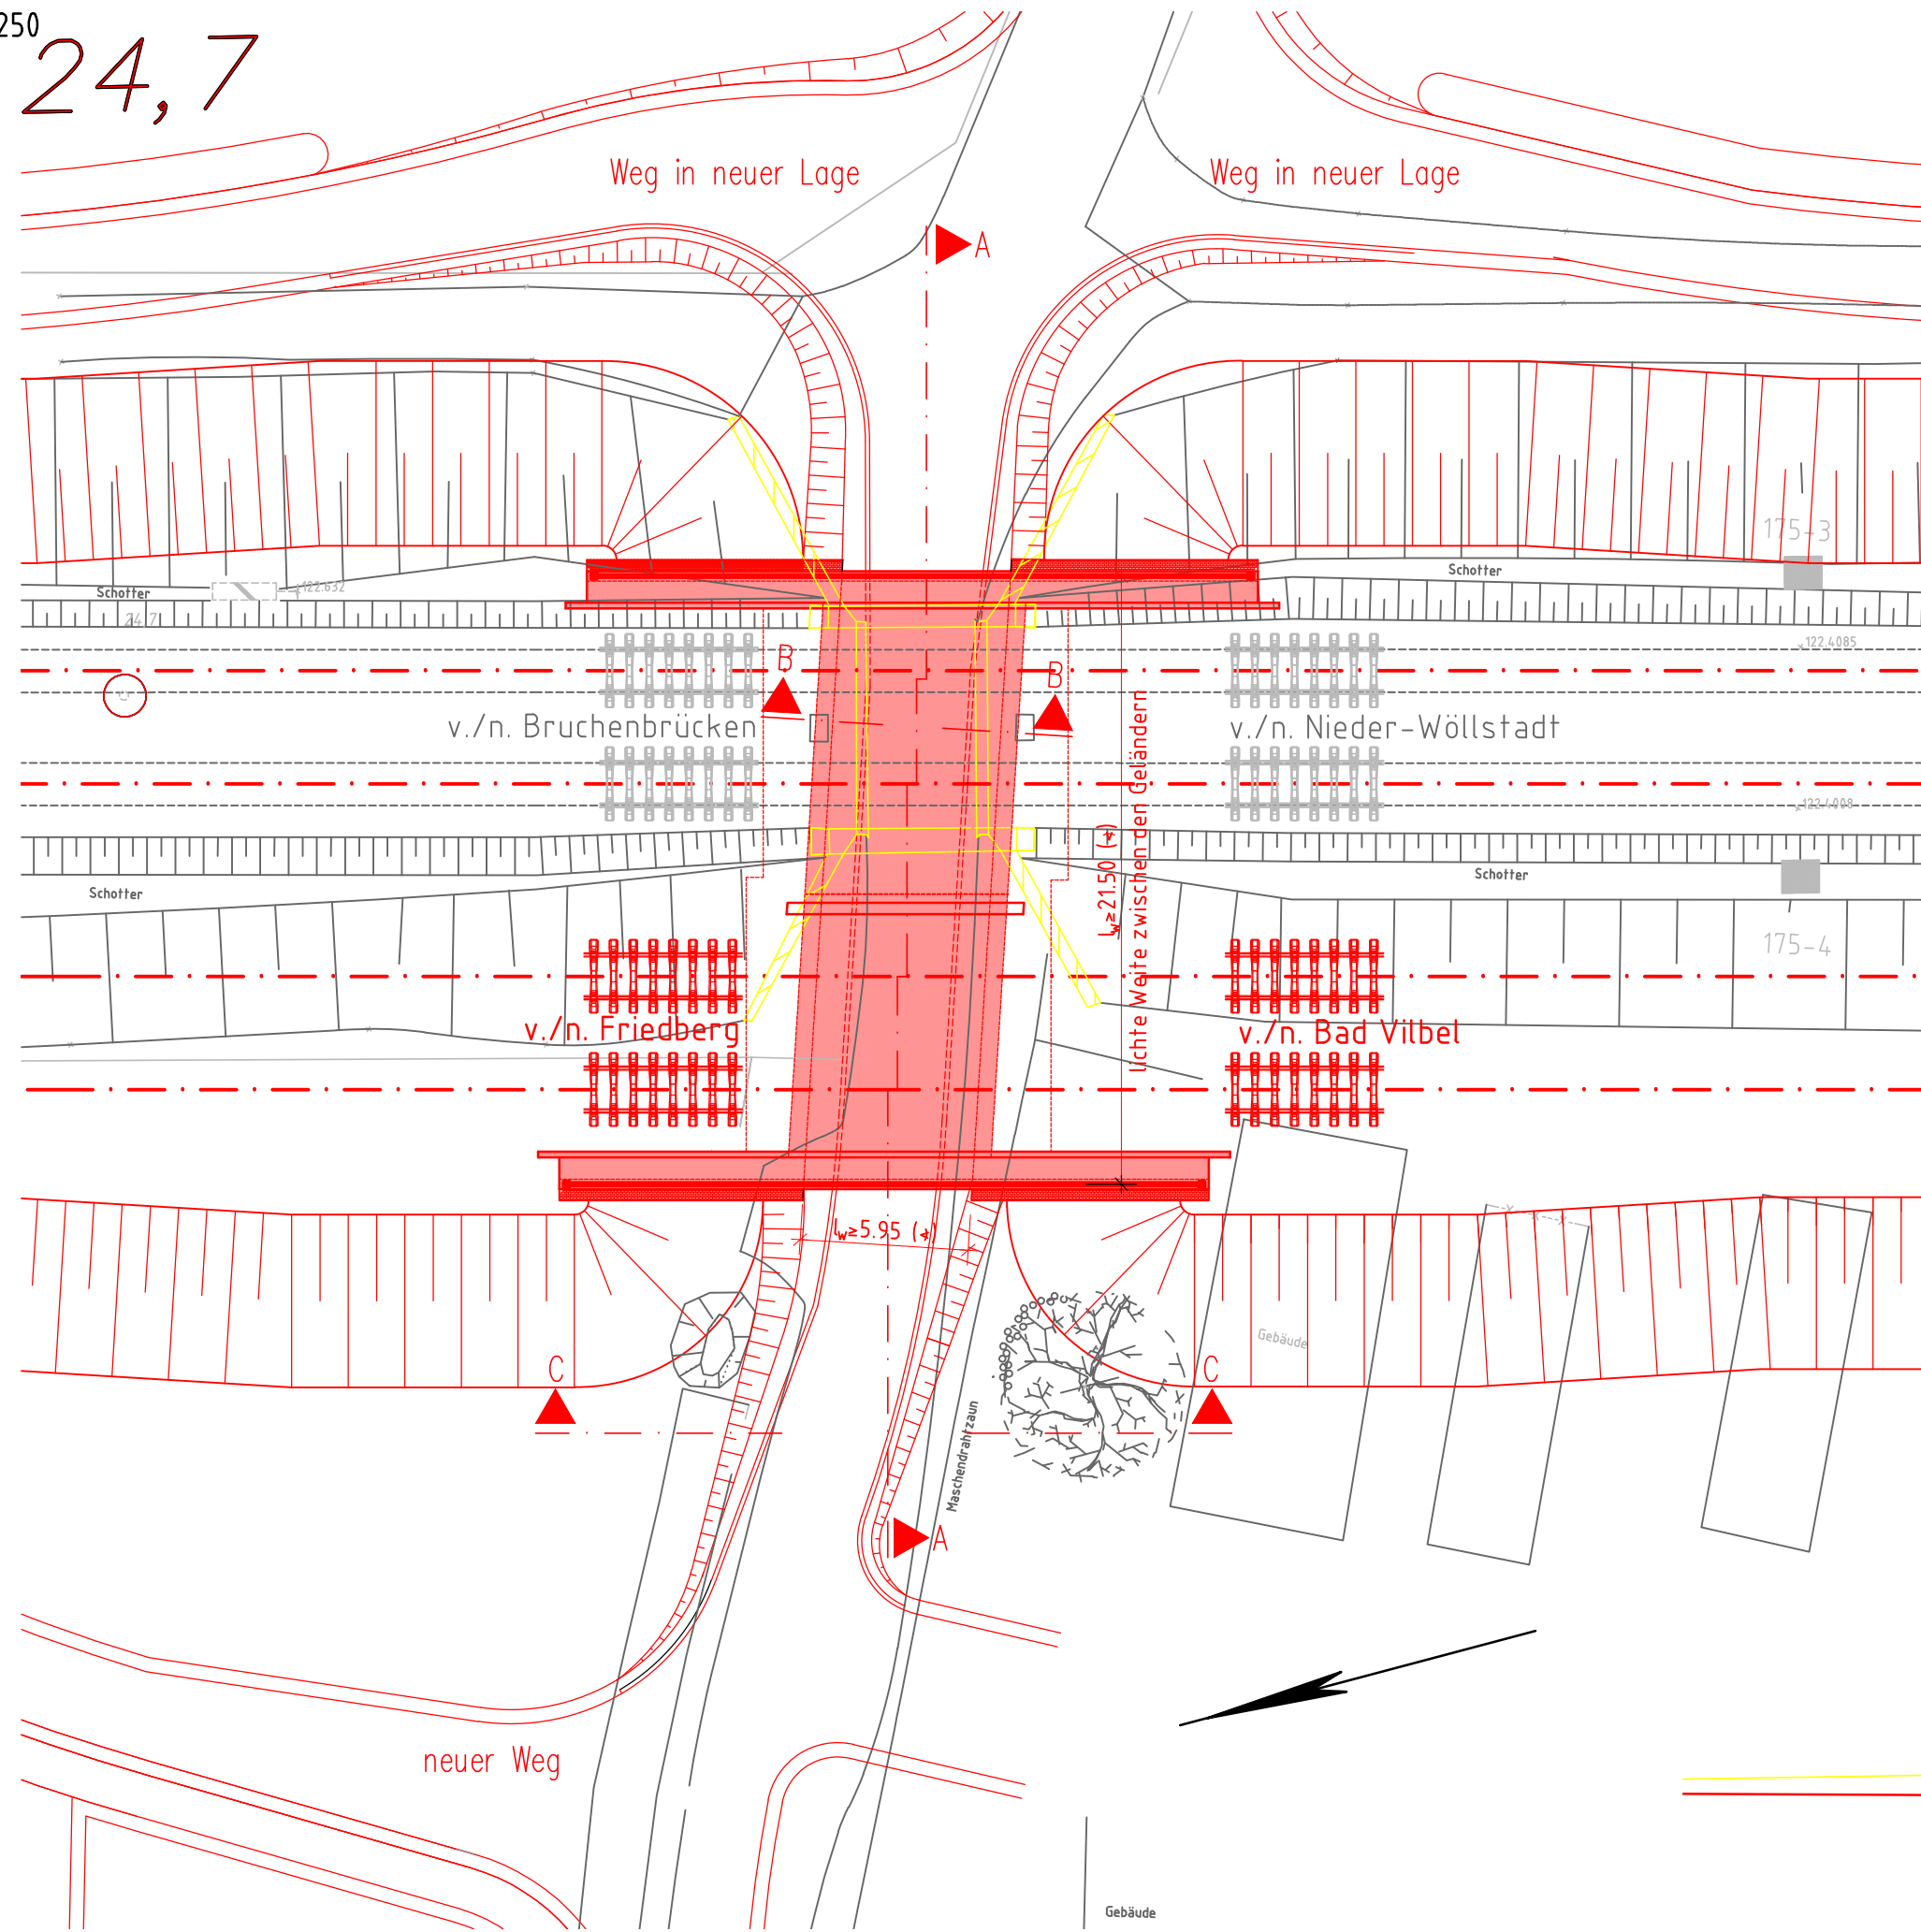 250
24,7
Weg in neuer Lage
Weg in neuer Lage
A
175-3
Schotter
Schotter
122.632
24.7
122.4085
B
B
v./n. Bruchenbrücken
v./n. Nieder-Wöllstadt
122.4008
lw≥21.50 (∢)
lichte Weite zwischen den Geländern
Schotter
Schotter
175-4
v./n. Friedberg
v./n. Bad Vilbel
lw≥5.95 (∢)
Gebäude
C
C
Maschendrahtzaun
A
neuer Weg
Gebäude